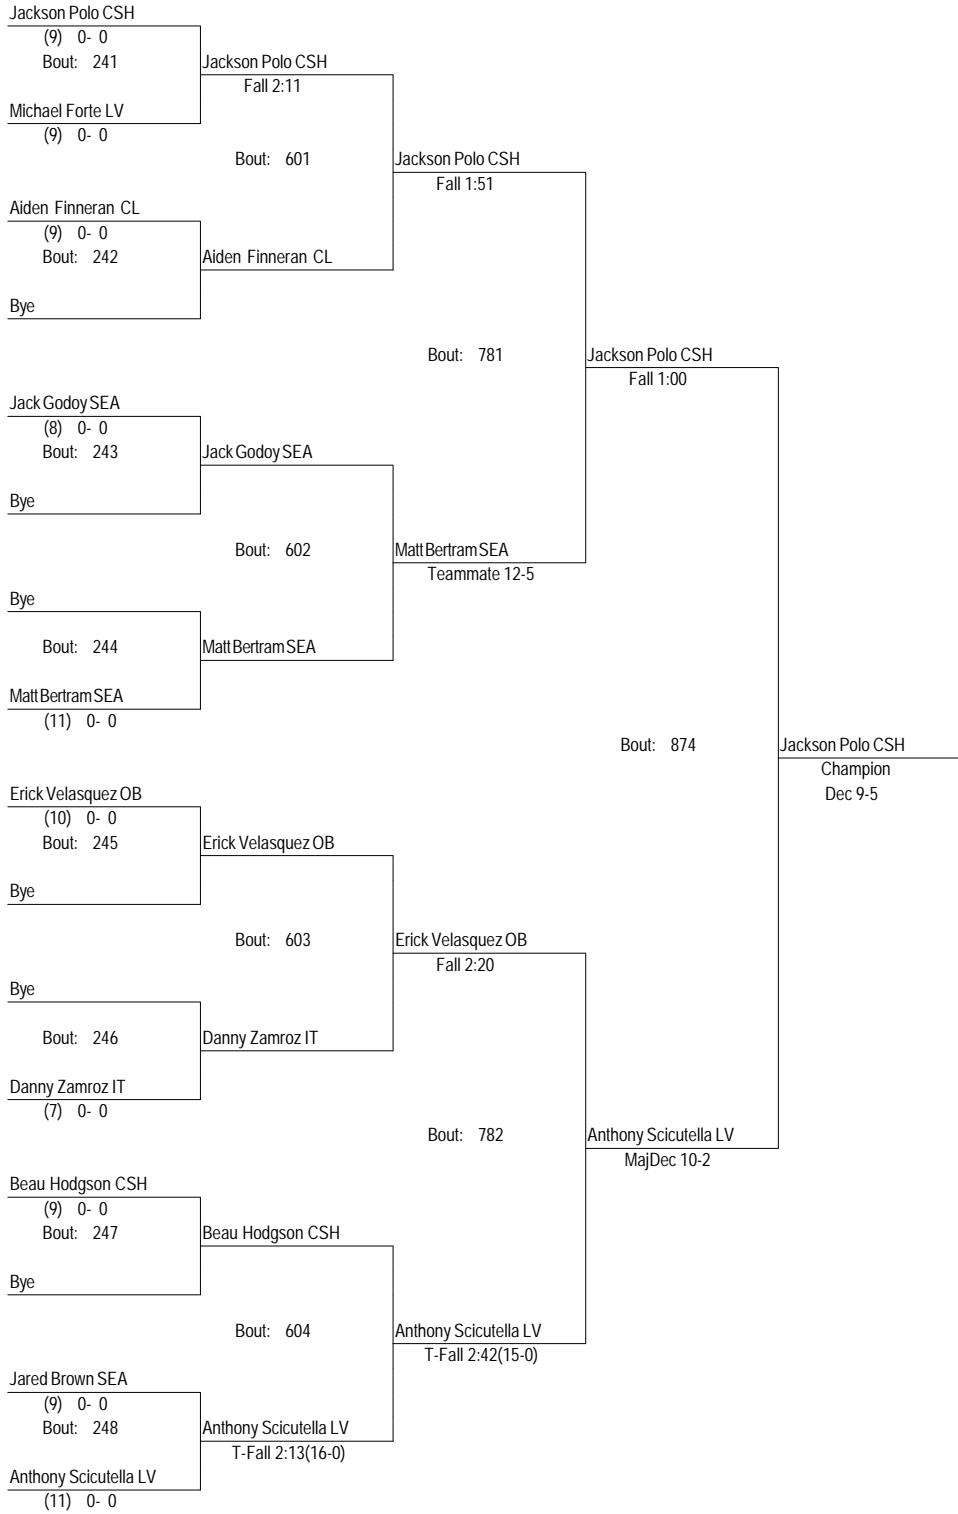 Jackson Polo CSH
(9) 0- 0
Bout: 241
Jackson Polo CSH
Fall 2:11
Michael Forte LV
(9) 0- 0
Bout: 601
Jackson Polo CSH
Fall 1:51
Aiden Finneran CL
(9) 0- 0
Bout: 242
Aiden Finneran CL
Bye
Bout: 781
Jackson Polo CSH
Fall 1:00
Jack Godoy SEA
(8) 0- 0
Bout: 243
Jack Godoy SEA
Bye
Bout: 602
Matt Bertram SEA
Teammate 12-5
Bye
Bout: 244
Matt Bertram SEA
Matt Bertram SEA
(11) 0- 0
Bout: 874
Jackson Polo CSH
Champion
Dec 9-5
Erick Velasquez OB
(10) 0- 0
Bout: 245
Erick Velasquez OB
Bye
Bout: 603
Erick Velasquez OB
Fall 2:20
Bye
Bout: 246
Danny Zamroz IT
Danny Zamroz IT
(7) 0- 0
Bout: 782
Anthony Scicutella LV
MajDec 10-2
Beau Hodgson CSH
(9) 0- 0
Bout: 247
Beau Hodgson CSH
Bye
Bout: 604
Anthony Scicutella LV
T-Fall 2:42(15-0)
Jared Brown SEA
(9) 0- 0
Bout: 248
Anthony Scicutella LV
T-Fall 2:13(16-0)
Anthony Scicutella LV
(11) 0- 0